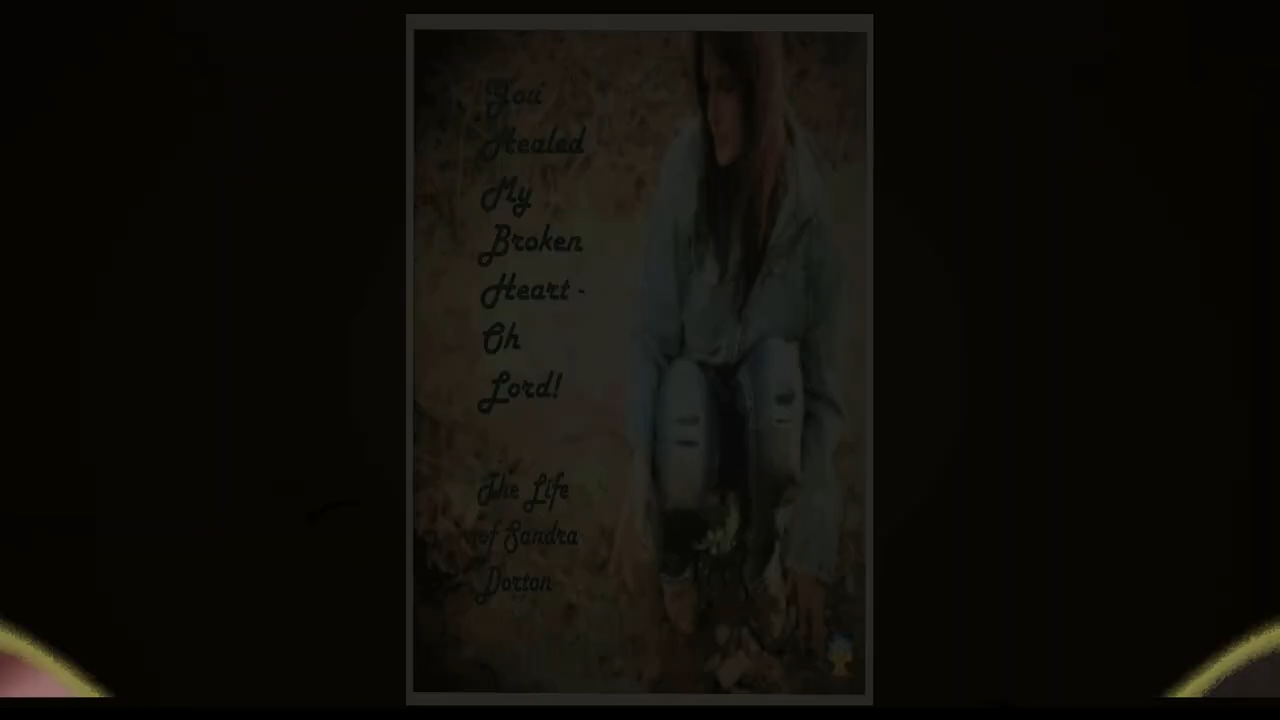 You
Healed
My
Broken
Heart -
Oh
Lord!
The Life
of Sandra
Dorton